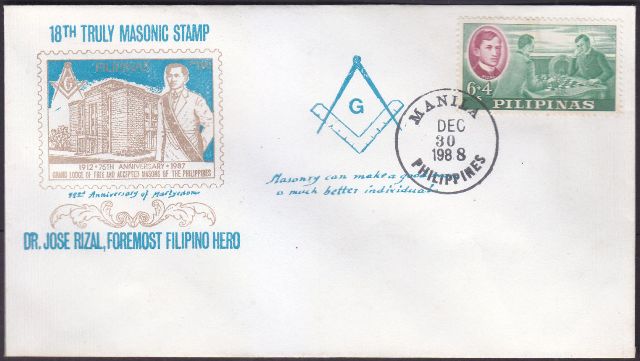 18TH TRULY MASONIC STAMP
G
PILIPINAS
1912 • 75TH ANNIVERSARY • 1987
GRAND LODGE OF FREE AND ACCEPTED MASONS OF THE PHILIPPINES
Anniversary of Martyrdom
DR. JOSE RIZAL, FOREMOST FILIPINO HERO
G
Masonry can make a good
a much better individual
MANILA
DEC
30
1988
PHILIPPINES
6+4
PILIPINAS